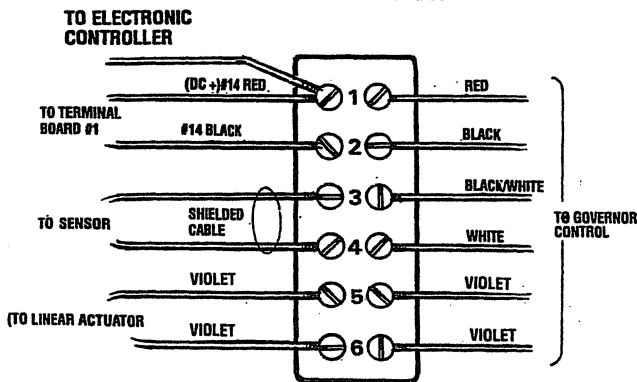 TO ELECTRONIC
CONTROLLER
(DC +)#14 RED
1
RED
TO TERMINAL
BOARD #1
#14 BLACK
2
BLACK
3
BLACK/WHITE
TO SENSOR
SHIELDED
CABLE
TO GOVERNOR
CONTROL
4
WHITE
VIOLET
5
VIOLET
(TO LINEAR ACTUATOR
VIOLET
6
VIOLET